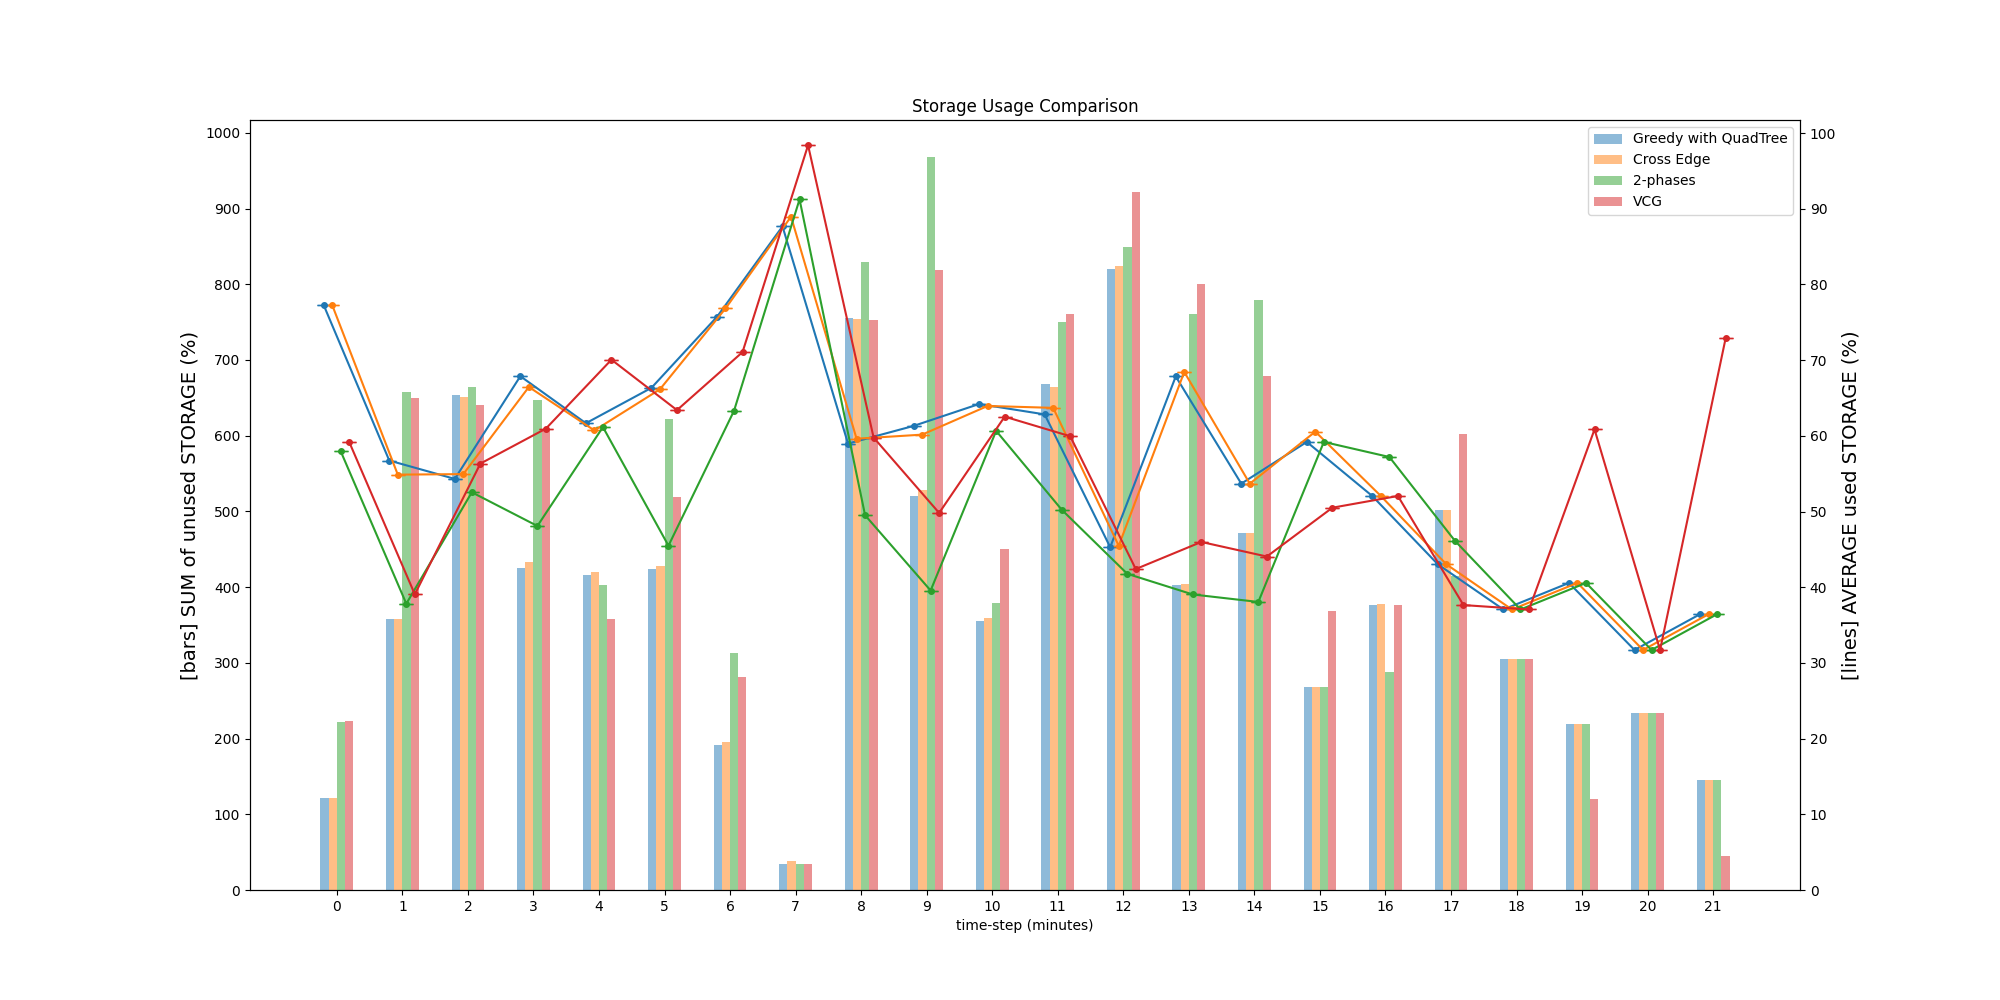 Storage Usage Comparison
[bars] SUM of unused STORAGE (%)
1000
900
800
700
600
500
400
300
200
100
0
Greedy with QuadTree
Cross Edge
2-phases
VCG
100
90
80
70
60
50
40
30
20
10
0
[lines] AVERAGE used STORAGE (%)
0 1 2 3 4 5 6 7 8 9 10 11 12 13 14 15 16 17 18 19 20 21
time-step (minutes)